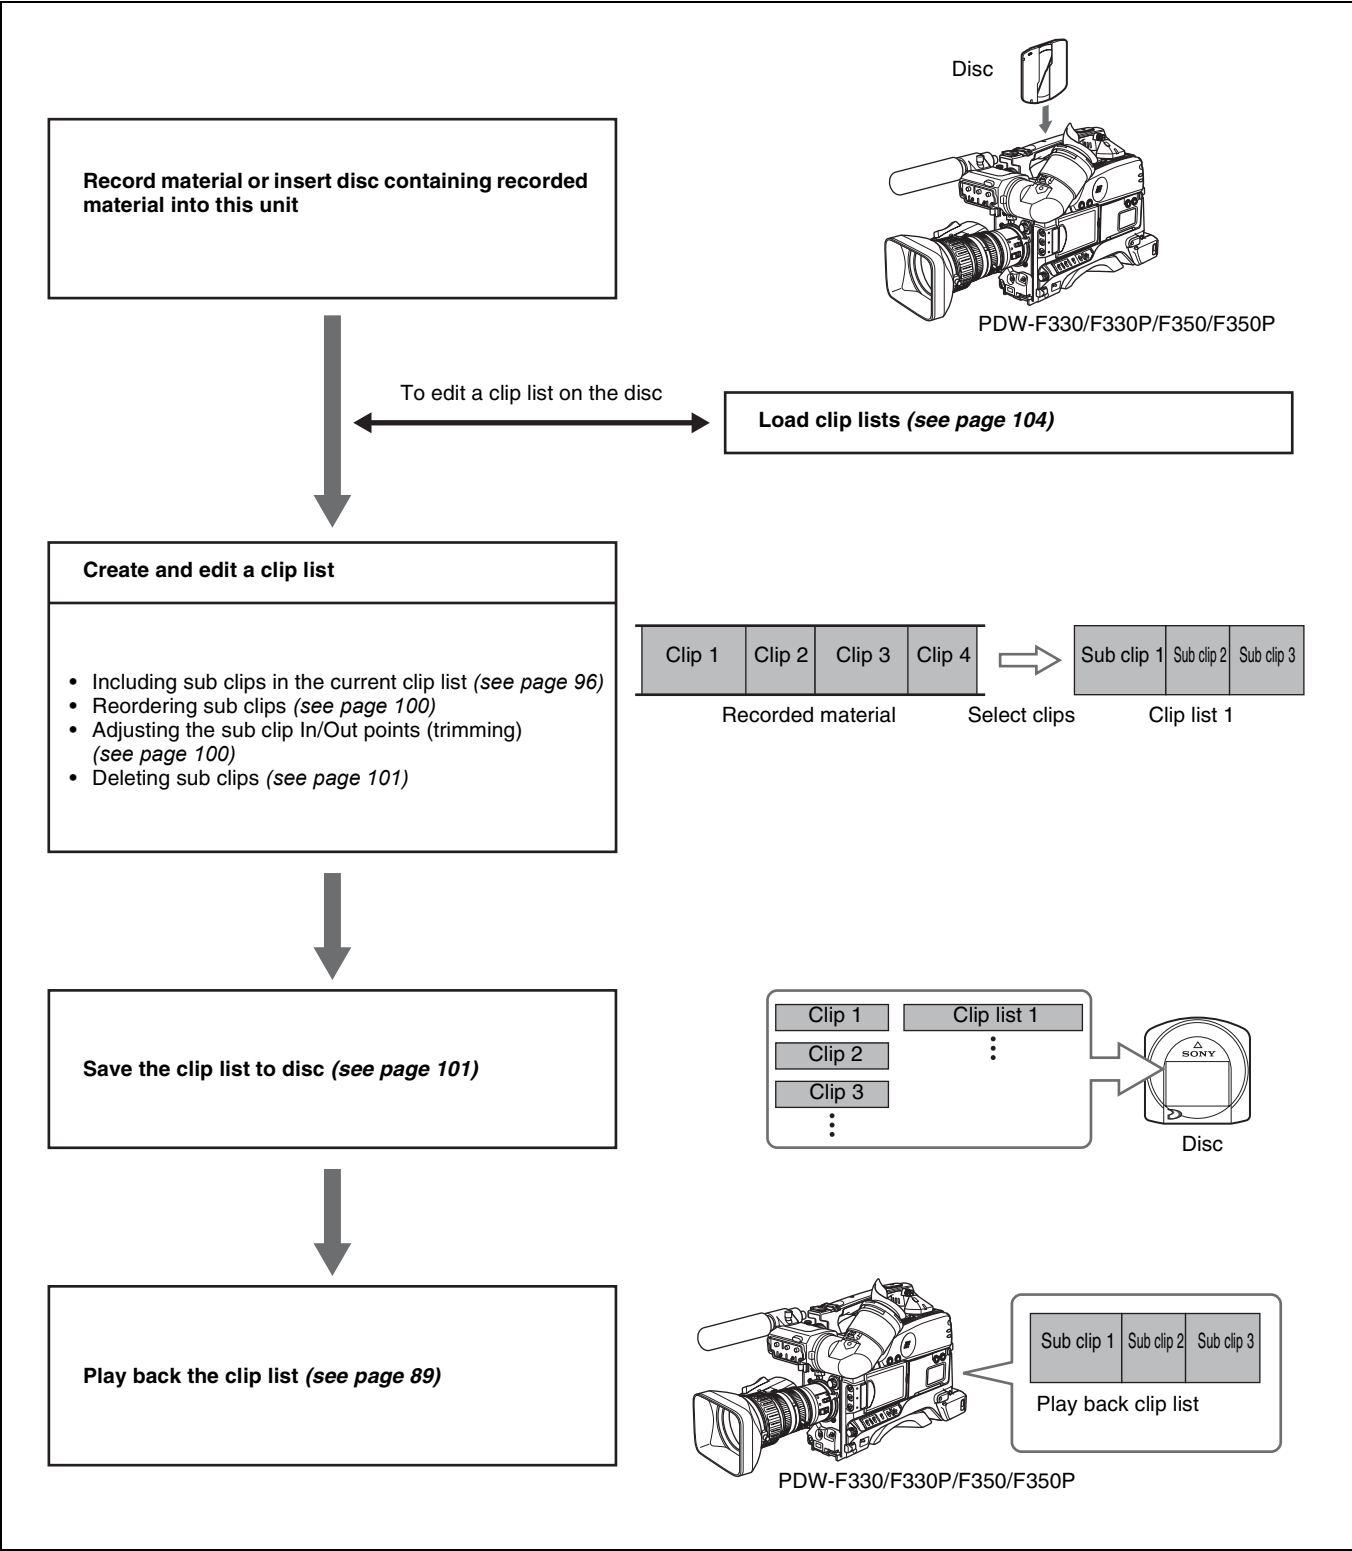 Disc
Record material or insert disc containing recorded
material into this unit
PDW-F330/F330P/F350/F350P
To edit a clip list on the disc
Load clip lists (see page 104)
Create and edit a clip list
• Including sub clips in the current clip list (see page 96)
• Reordering sub clips (see page 100)
• Adjusting the sub clip In/Out points (trimming)
(see page 100)
• Deleting sub clips (see page 101)
Clip 1 Clip 2 Clip 3 Clip 4
Recorded material
Select clips
Sub clip 1 Sub clip 2 Sub clip 3
Clip list 1
Save the clip list to disc (see page 101)
Clip 1
Clip 2
Clip 3
Clip list 1
SONY
Disc
Play back the clip list (see page 89)
Sub clip 1 Sub clip 2 Sub clip 3
Play back clip list
PDW-F330/F330P/F350/F350P